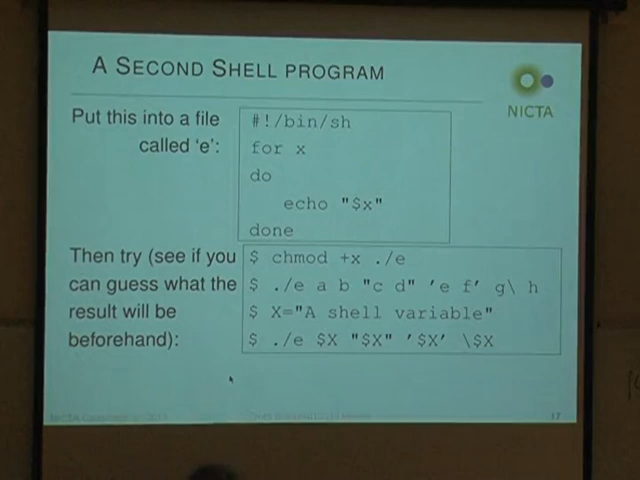 A SECOND SHELL PROGRAM
NICTA
Put this into a file
called 'e':
#!/bin/sh
for x
do
echo "$x"
done
Then try (see if you
can guess what the
result will be
beforehand):
$ chmod +x ./e
$ ./e a b "c d" 'e f' g\ h
$ X="A shell variable"
$ ./e $X "$X" '$X' \$X
17